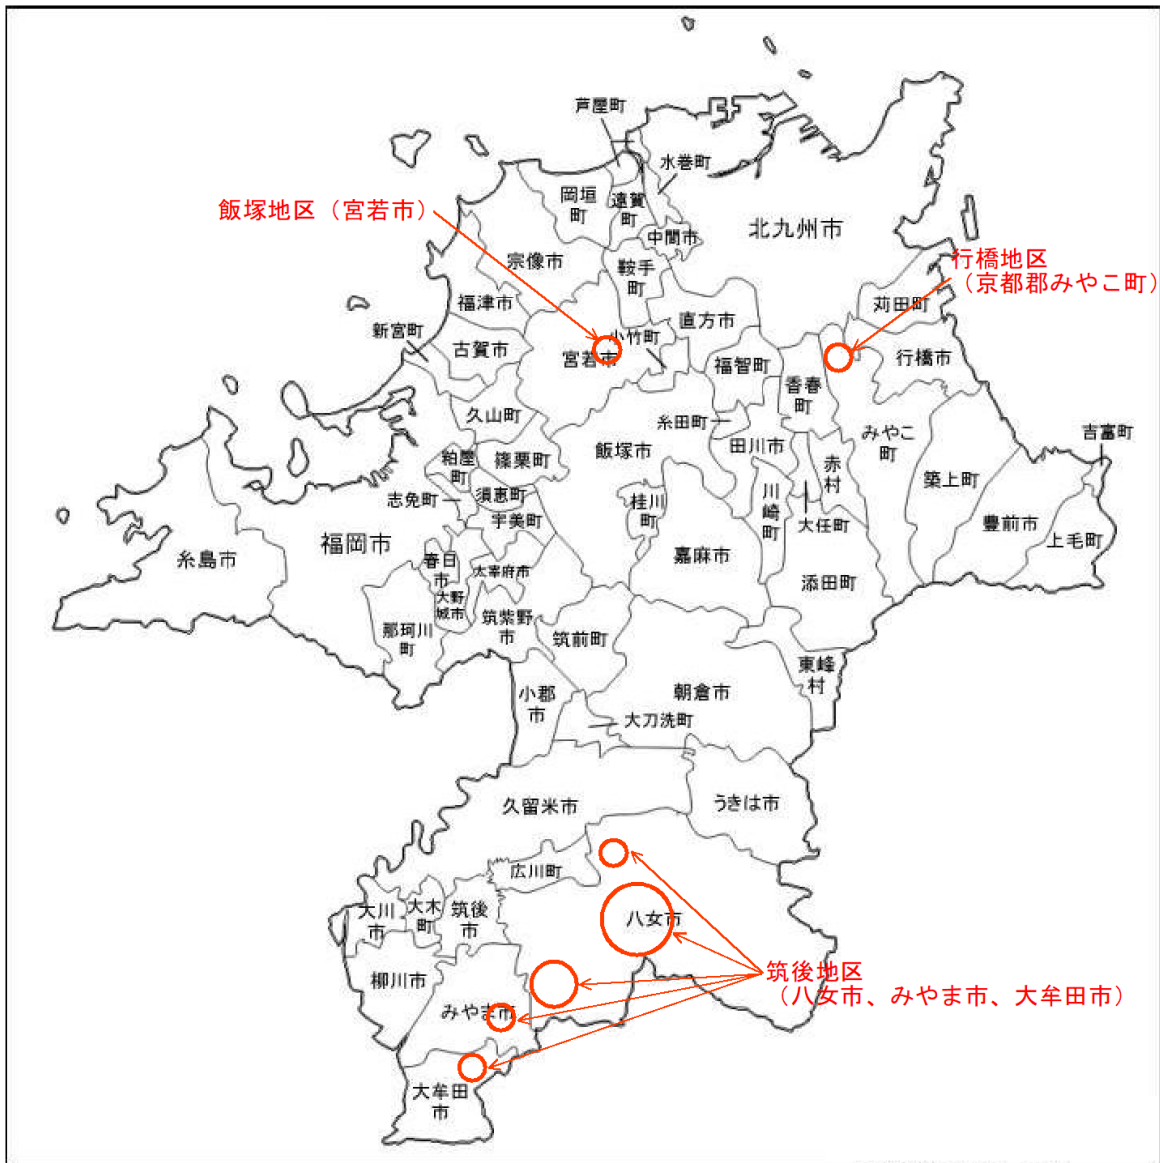 芦屋町
水巻町
岡垣
町
遠賀
町
飯塚地区（宮若市）
北九州市
中間市
行橋地区
（京都郡みやこ町）
宗像市
鞍手
町
福津市
苅田町
新宮町
直方市
小竹町
古賀市
宮若市
福智町
行橋市
香春
町
久山町
糸田町
田川市
みやこ
町
吉富町
粕屋
町
篠栗町
飯塚市
赤
村
築上町
志免町
須恵町
桂川
町
川
崎
町
大任町
宇美町
豊前市
上毛町
福岡市
糸島市
春日
市
太宰府市
嘉麻市
添田町
大野
城市
那珂川
町
筑紫野
市
筑前町
東峰
村
小郡
市
朝倉市
大刀洗町
久留米市
うきは市
広川町
大川
市
大木
町
筑後
市
八女市
柳川市
筑後地区
（八女市、みやま市、大牟田市）
みやま市
大牟田
市